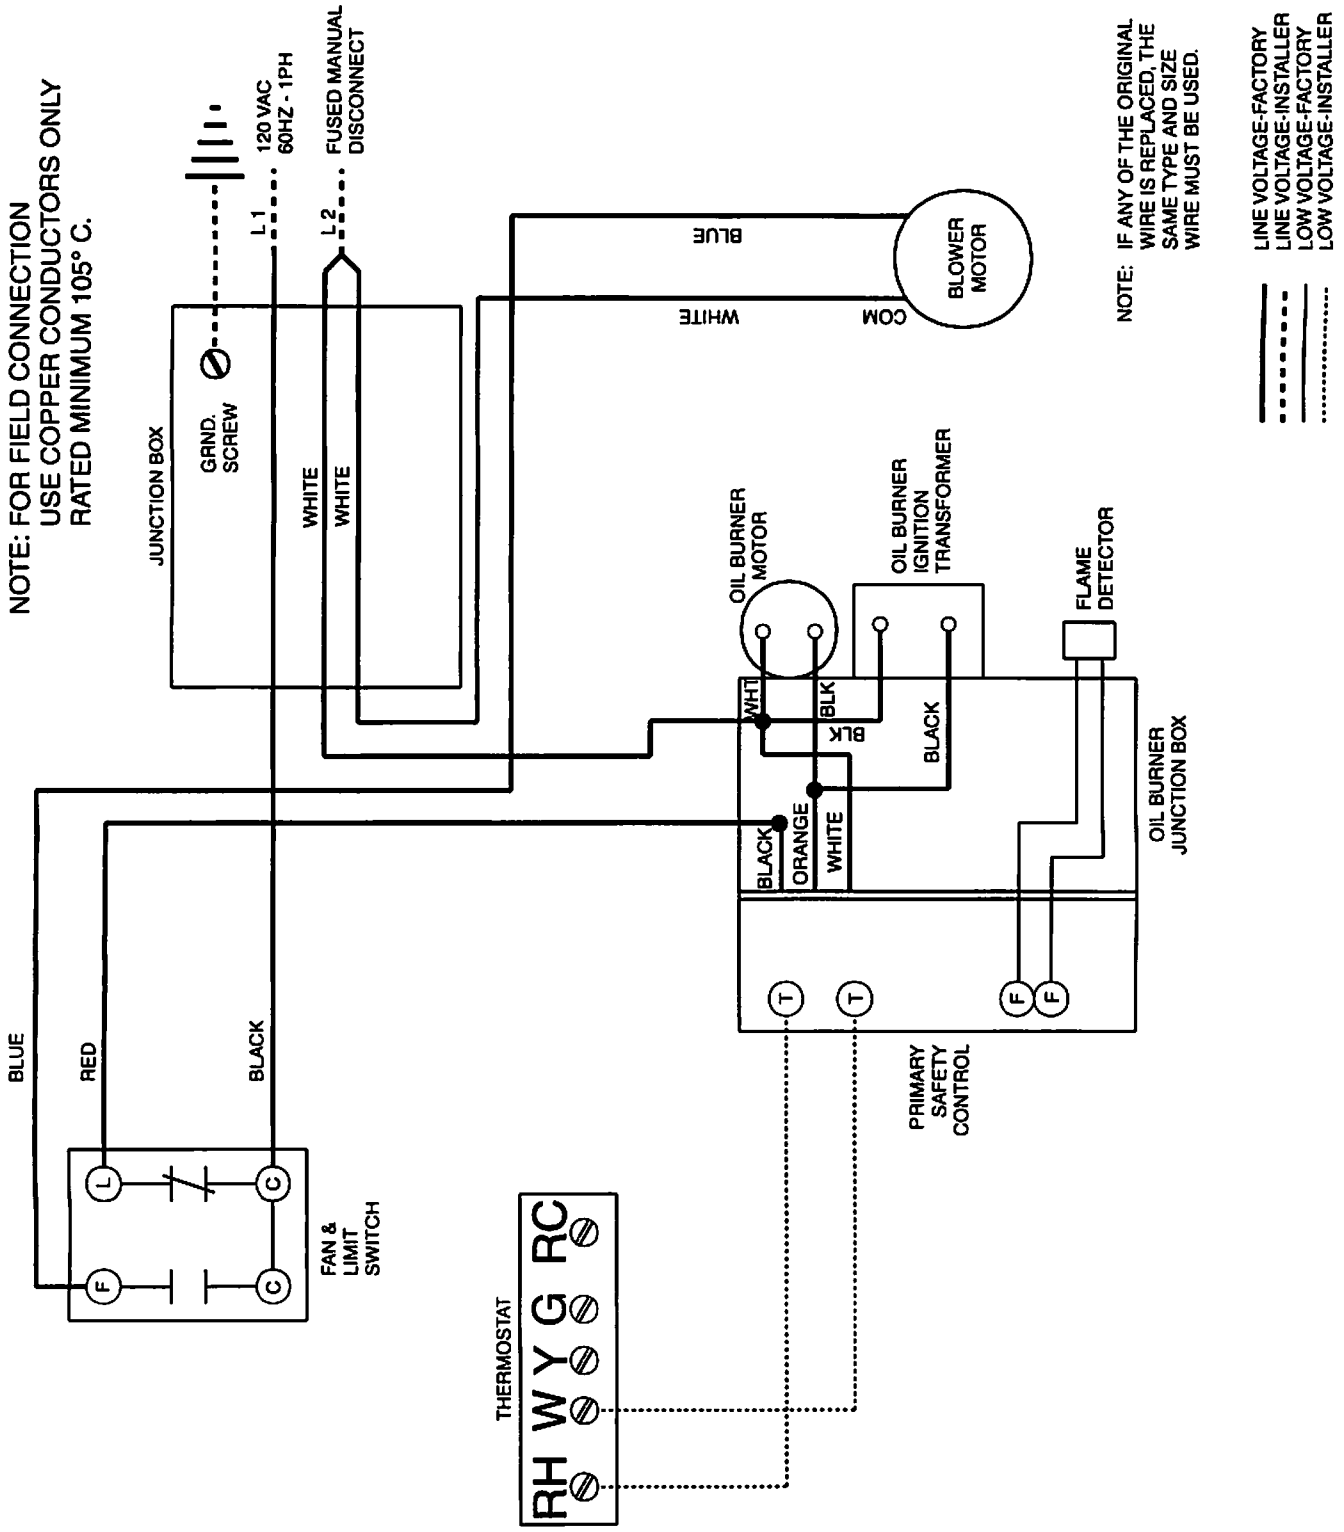 NOTE: FOR FIELD CONNECTION
USE COPPER CONDUCTORS ONLY
RATED MINIMUM 105° C.
JUNCTION BOX
GRND.
SCREW
L 1
120 VAC
60HZ - 1PH
L 2
FUSED MANUAL
DISCONNECT
WHITE
WHITE
BLUE
RED
BLACK
L
C
F
C
FAN &
LIMIT
SWITCH
BLUE
WHITE
COM
BLOWER
MOTOR
OIL BURNER
MOTOR
OIL BURNER
IGNITION
TRANSFORMER
FLAME
DETECTOR
WHT
BLK
BLK
BLACK
BLACK
ORANGE
WHITE
OIL BURNER
JUNCTION BOX
T
T
F
F
PRIMARY
SAFETY
CONTROL
THERMOSTAT
RH W Y G RC
NOTE: IF ANY OF THE ORIGINAL
WIRE IS REPLACED, THE
SAME TYPE AND SIZE
WIRE MUST BE USED.
LINE VOLTAGE-FACTORY
LINE VOLTAGE-INSTALLER
LOW VOLTAGE-FACTORY
LOW VOLTAGE-INSTALLER